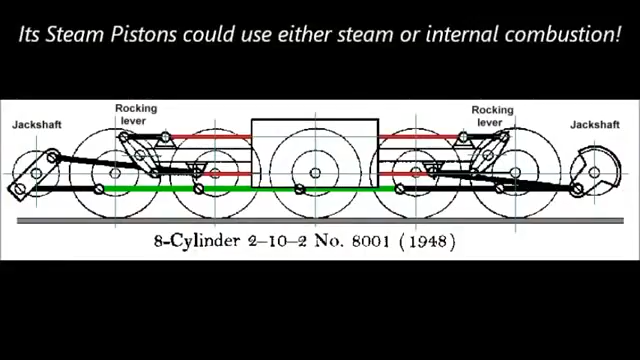 Its Steam Pistons could use either steam or internal combustion!
Jackshaft
Rocking
lever
Rocking
lever
Jackshaft
8-Cylinder 2-10-2 No. 8001 (1948)